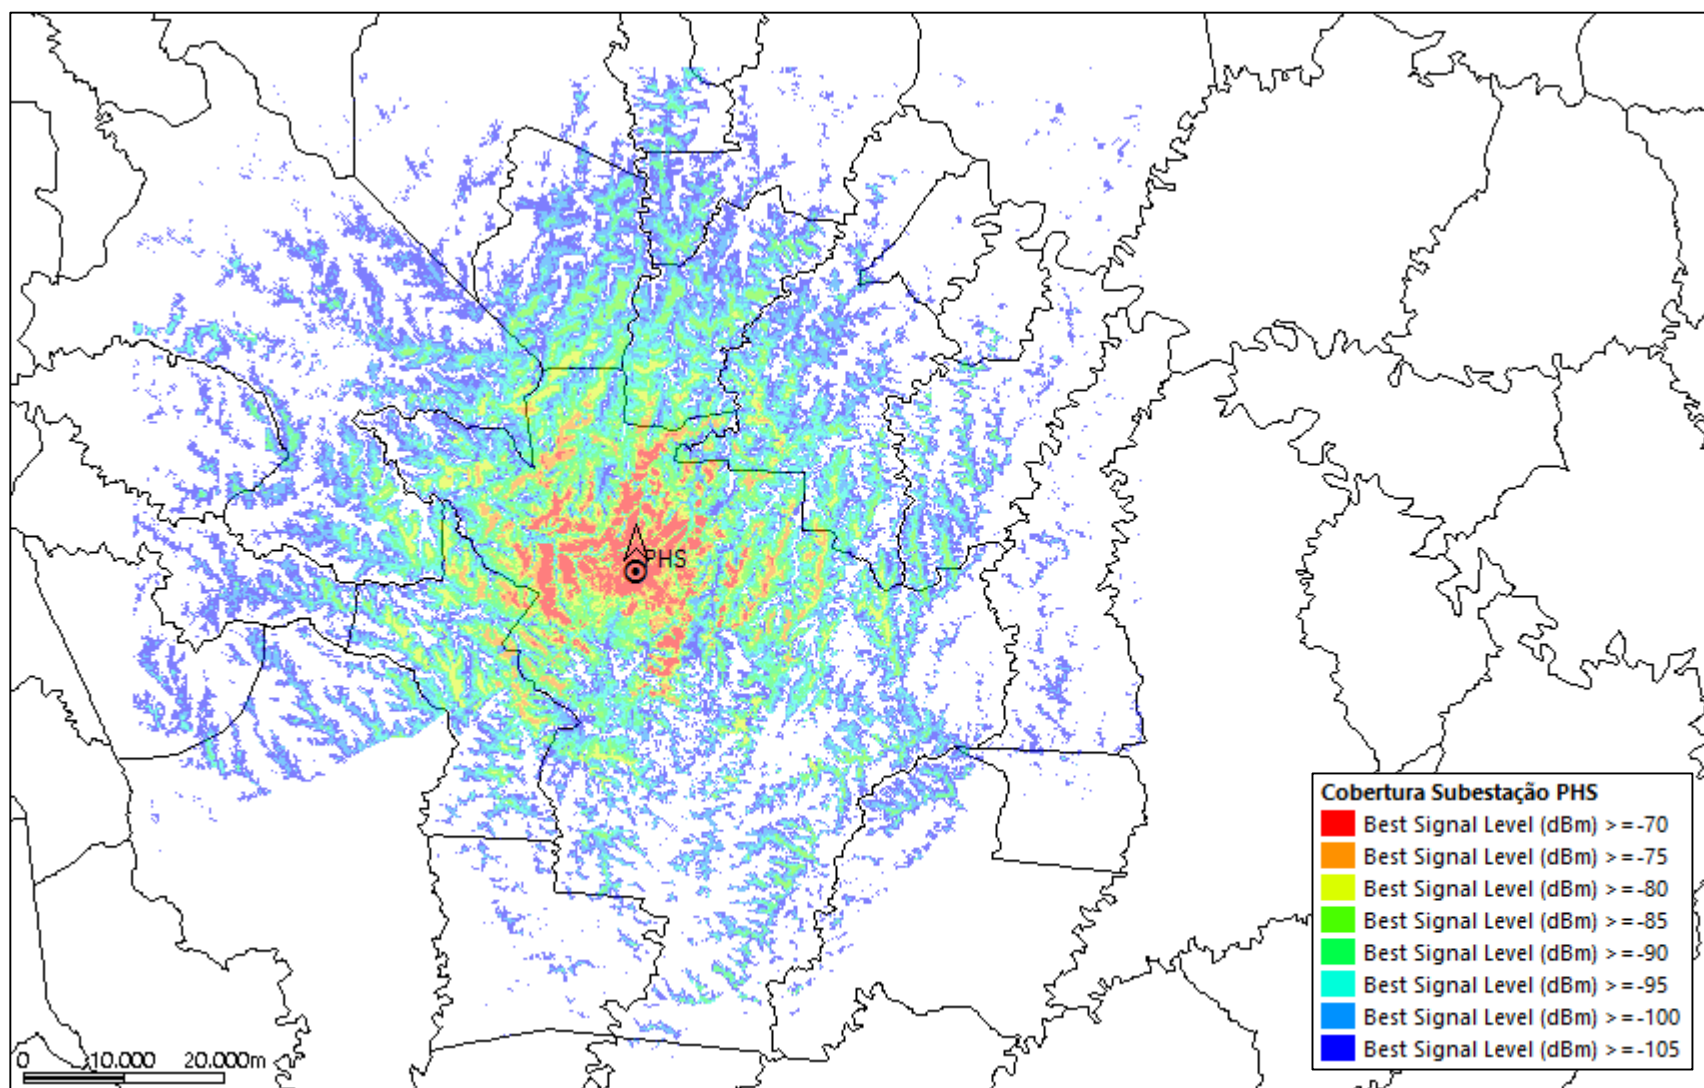 PHS
Cobertura Subestação PHS
Best Signal Level (dBm) >=-70
Best Signal Level (dBm) >=-75
Best Signal Level (dBm) >=-80
Best Signal Level (dBm) >=-85
Best Signal Level (dBm) >=-90
Best Signal Level (dBm) >=-95
Best Signal Level (dBm) >=-100
Best Signal Level (dBm) >=-105
0 10.000 20.000m